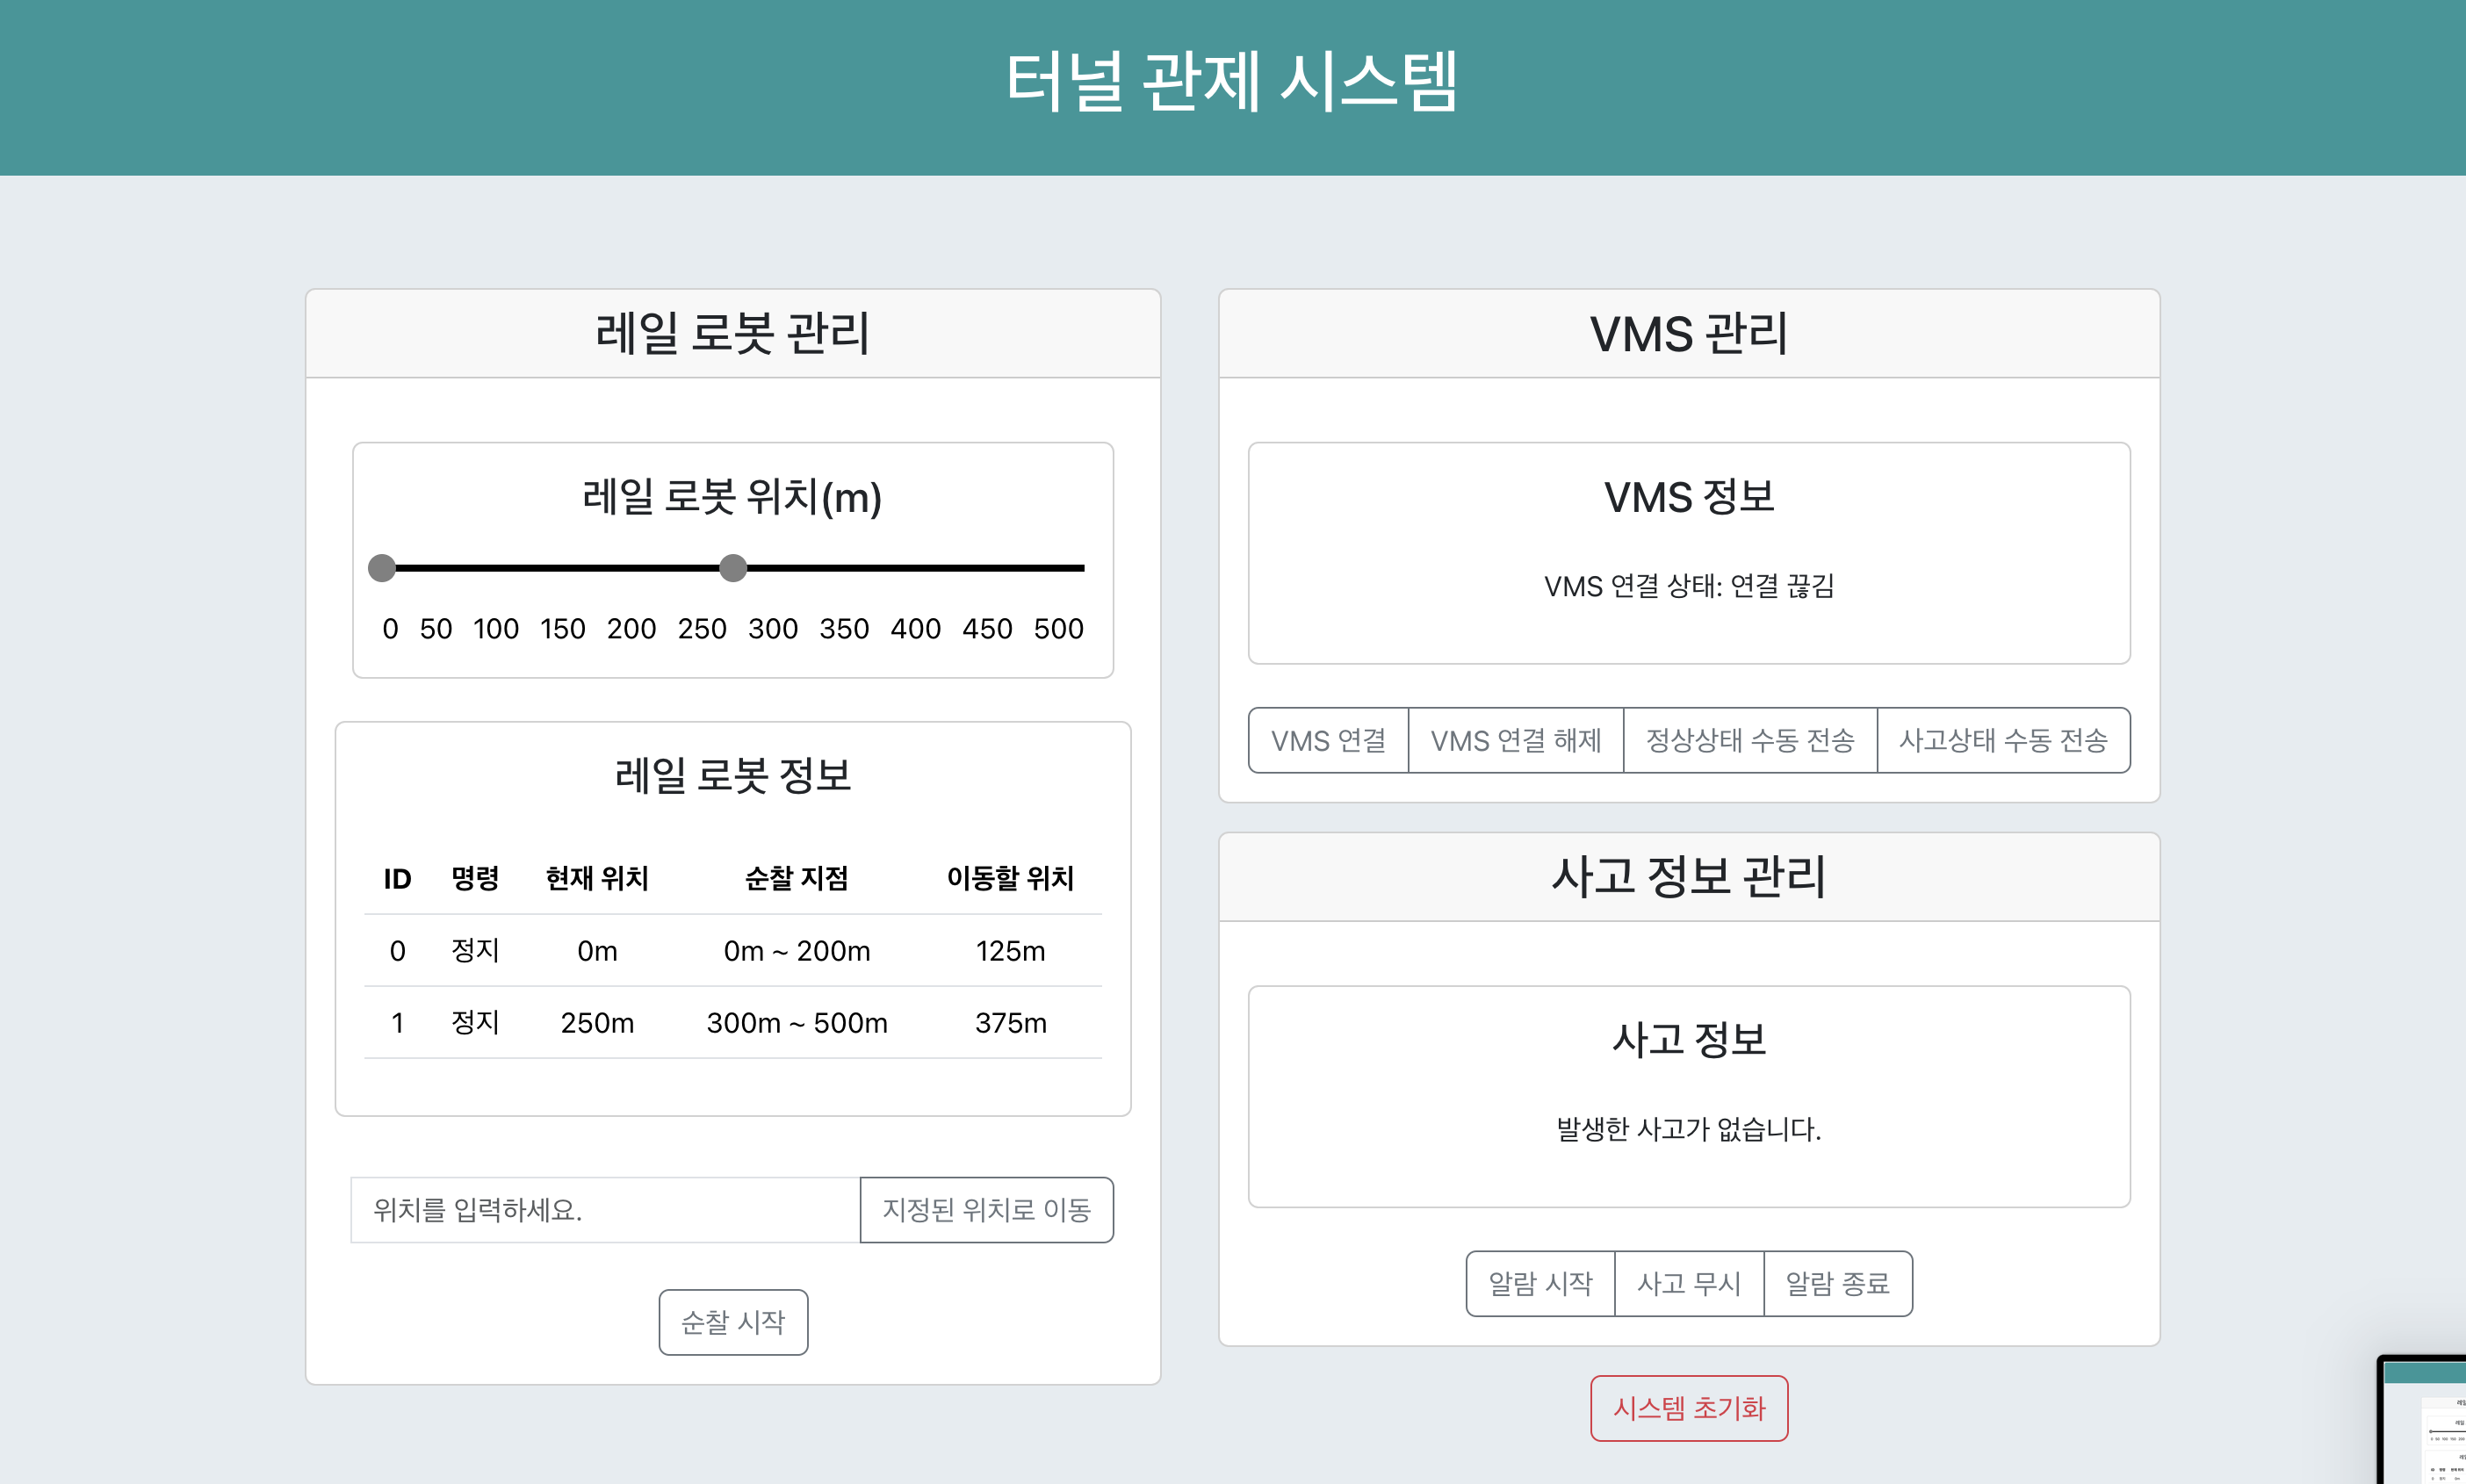 터널 관제 시스템
레일 로봇 관리
레일 로봇 위치(m)
0 50 100 150 200 250 300 350 400 450 500
레일 로봇 정보
ID 명령 현재 위치 순찰 지점 이동할 위치
0 정지 0m 0m ~ 200m 125m
1 정지 250m 300m ~ 500m 375m
위치를 입력하세요. 지정된 위치로 이동
순찰 시작
VMS 관리
VMS 정보
VMS 연결 상태: 연결 끊김
VMS 연결 VMS 연결 해제 정상상태 수동 전송 사고상태 수동 전송
사고 정보 관리
사고 정보
발생한 사고가 없습니다.
알람 시작 사고 무시 알람 종료
시스템 초기화